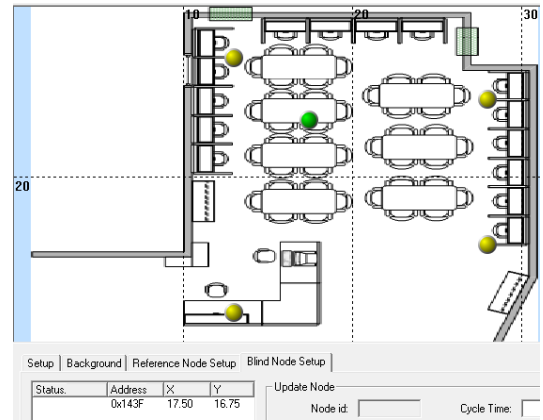 10 20 30
20
Setup Background Reference Node Setup Blind Node Setup
Status. Address X Y Update Node
0x143F 17.50 16.75 Node id: Cycle Time: